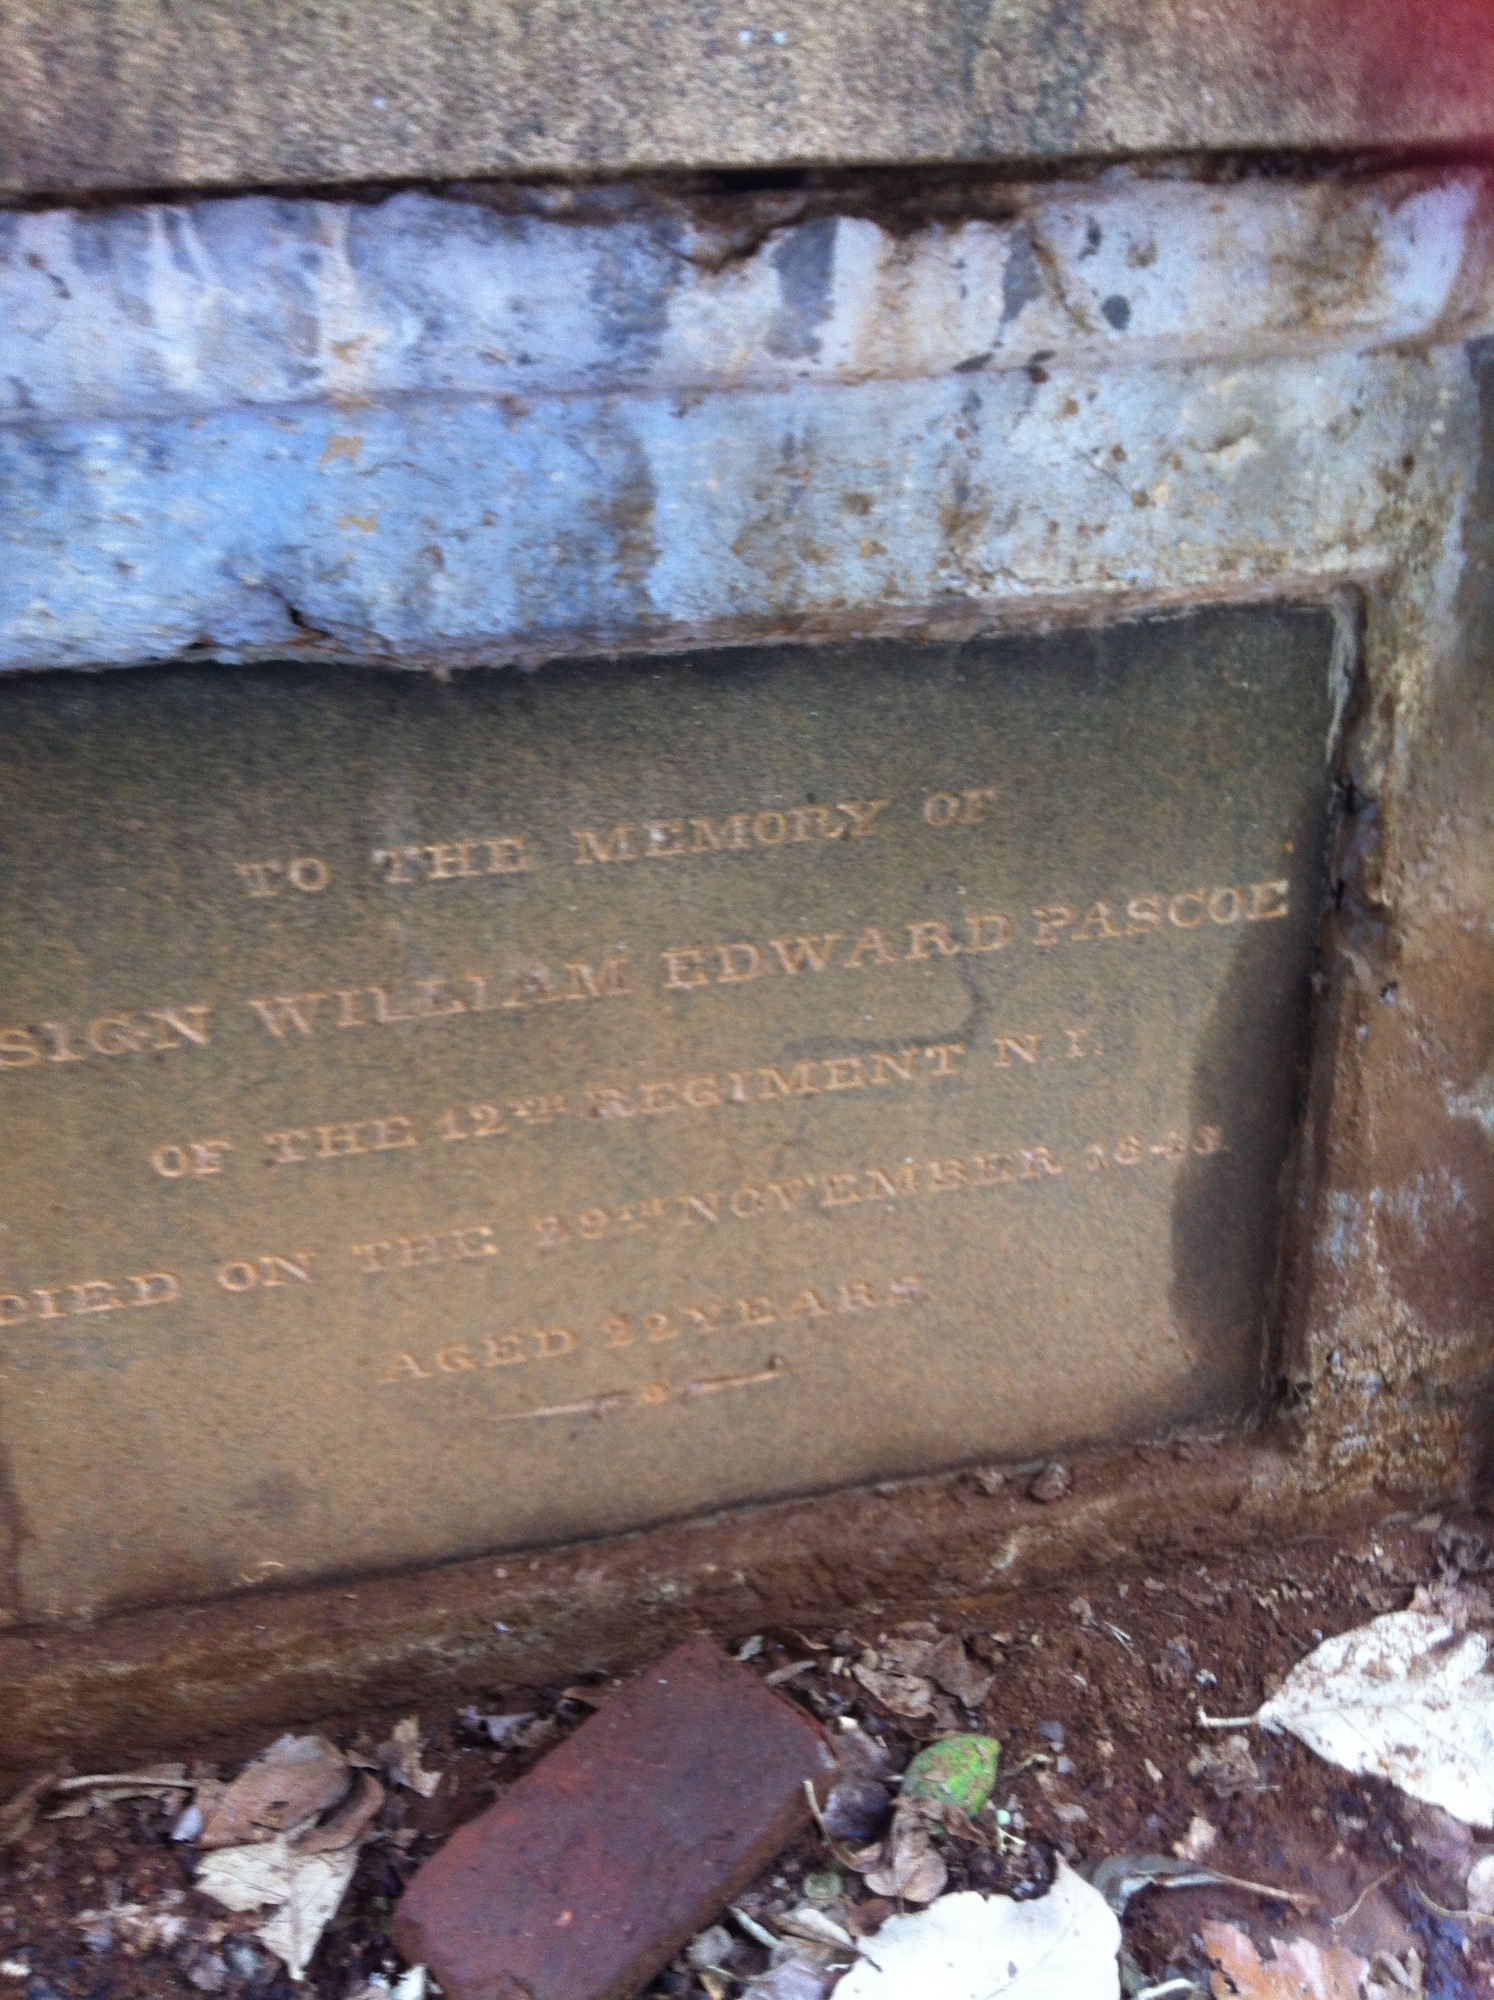 TO THE MEMORY OF
SIGN WILLIAM EDWARD PASCOE
OF THE 12TH REGIMENT N.I.
DIED ON THE 29TH NOVEMBER 1843
AGED 22 YEARS.